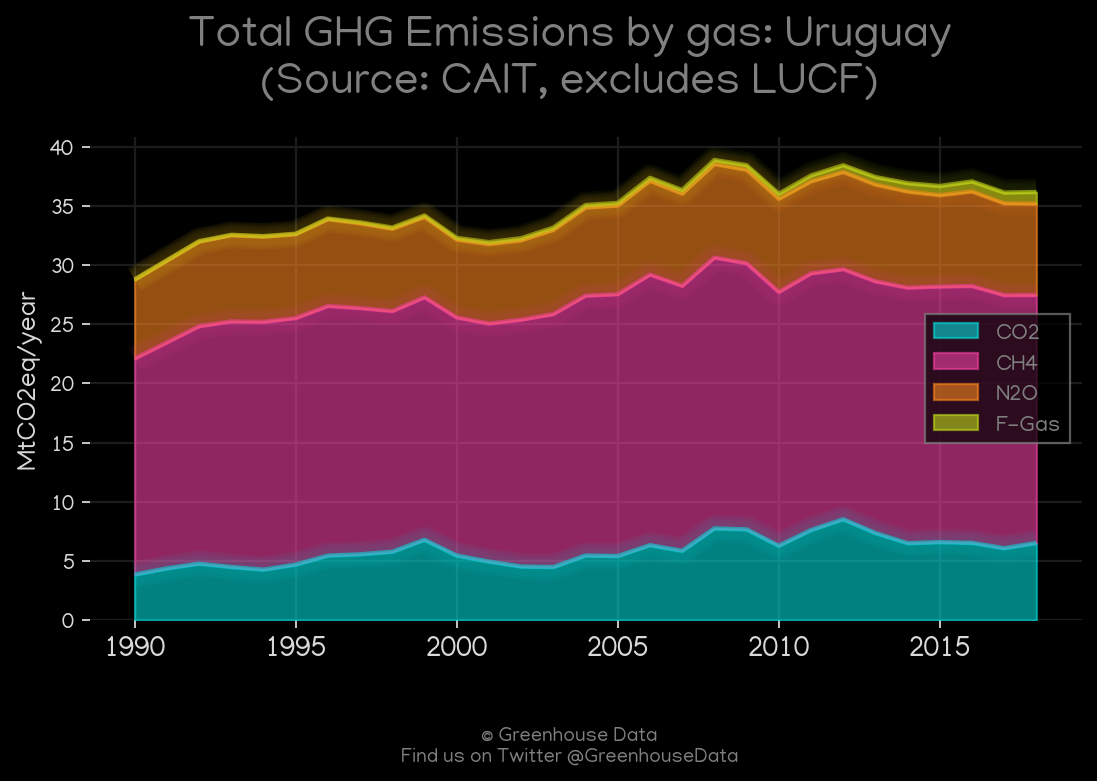 Total GHG Emissions by gas: Uruguay
(Source: CAIT, excludes LUCF)
40
35
30
25
20
15
10
5
0
MtCO2eq/year
CO2
CH4
N2O
F-Gas
1990 1995 2000 2005 2010 2015
© Greenhouse Data
Find us on Twitter @GreenhouseData